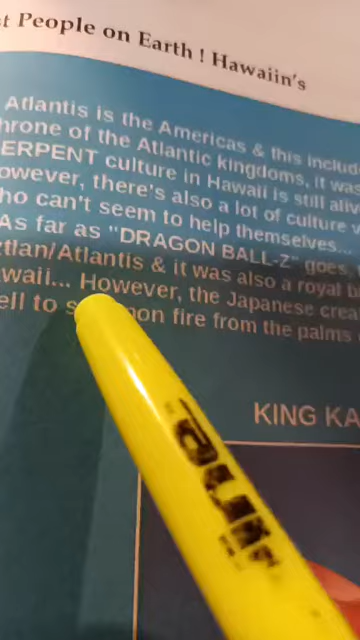 st People on Earth ! Hawaiin's
Atlantis is the Americas & this includ
hrone of the Atlantic kingdoms, it was
ERPENT culture in Hawaii is still aliv
owever, there's also a lot of culture v
ho can't seem to help themselves...
As far as "DRAGON BALL-Z" goes,
ztlan/Atlantis & it was also a royal b
waii... However, the Japanese crea
ell to s mon fire from the palms
KING KA